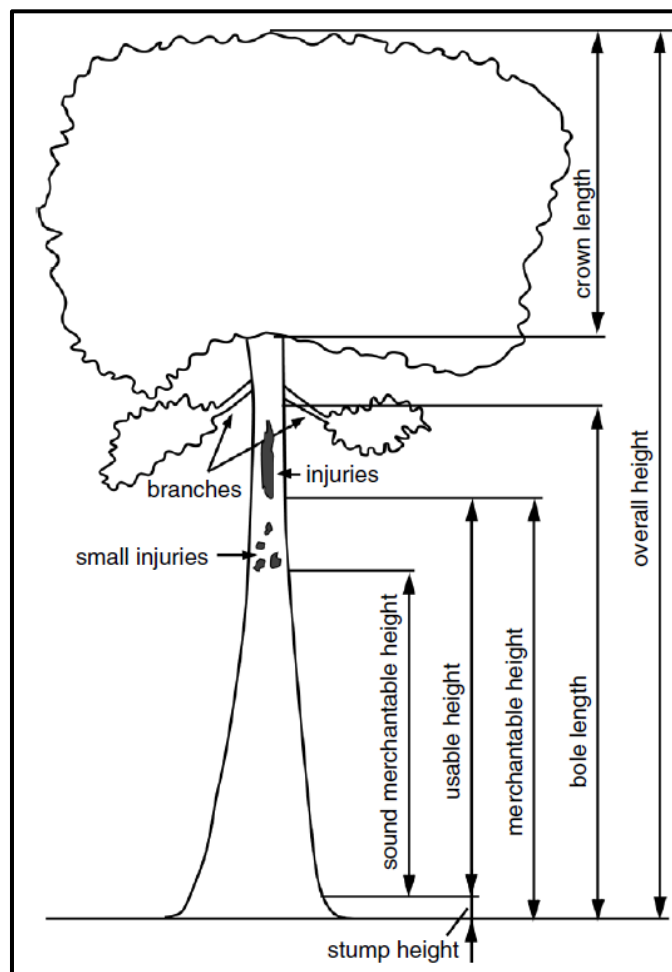 crown length
overall height
branches
injuries
small injuries
sound merchantable height
usable height
merchantable height
bole length
stump height